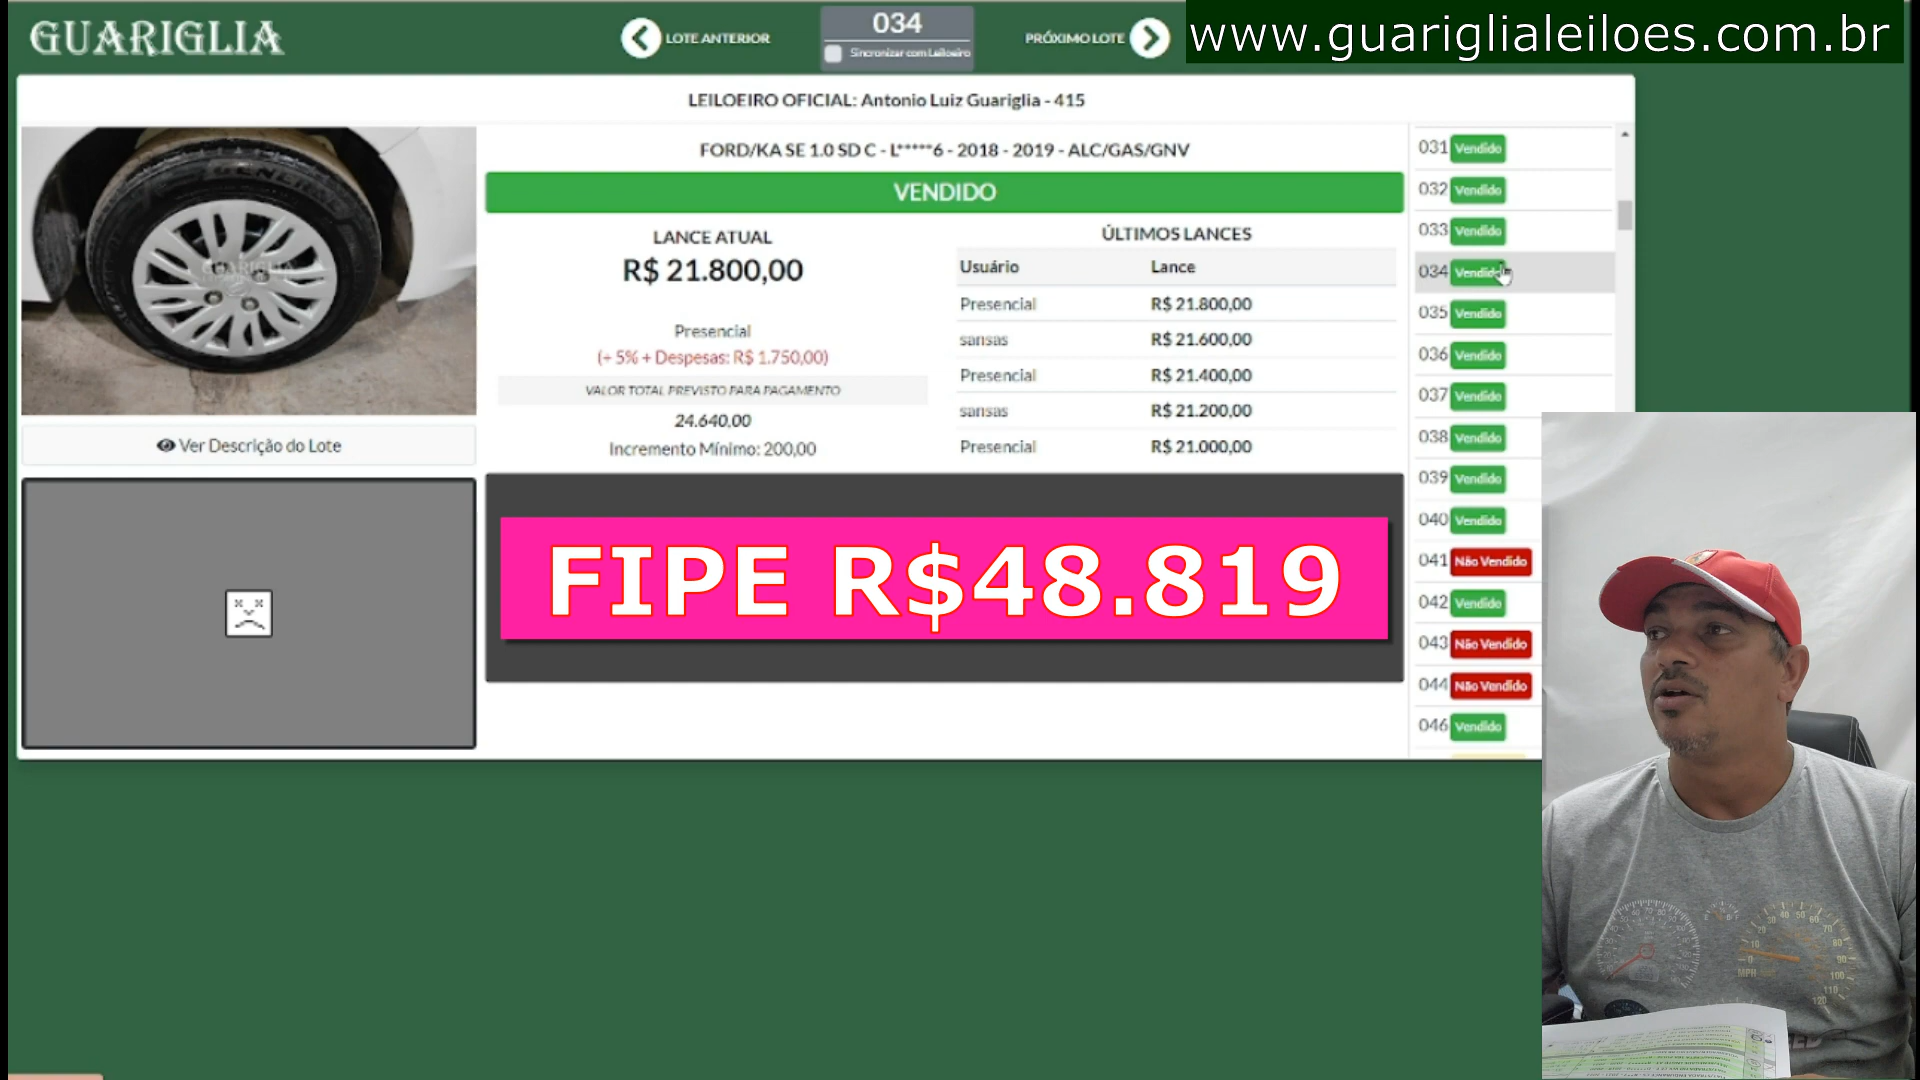 GUARIGLIA
LOTE ANTERIOR
034
Sincronizar com Leiloeiro
PRÓXIMO LOTE
www.guariglialeiloes.com.br
LEILOEIRO OFICIAL: Antonio Luiz Guariglia - 415
FORD/KA SE 1.0 SD C - L*****6 - 2018 - 2019 - ALC/GAS/GNV
VENDIDO
LANCE ATUAL
R$ 21.800,00
Presencial
(+ 5% + Despesas: R$ 1.750,00)
VALOR TOTAL PREVISTO PARA PAGAMENTO
24.640,00
Incremento Mínimo: 200,00
ÚLTIMOS LANCES
Usuário Lance
Presencial R$ 21.800,00
sansas R$ 21.600,00
Presencial R$ 21.400,00
sansas R$ 21.200,00
Presencial R$ 21.000,00
GUARIGLIA
Ver Descrição do Lote
FIPE R$48.819
031 Vendido
032 Vendido
033 Vendido
034 Vendido
035 Vendido
036 Vendido
037 Vendido
038 Vendido
039 Vendido
040 Vendido
041 Não Vendido
042 Vendido
043 Não Vendido
044 Não Vendido
046 Vendido
MPH